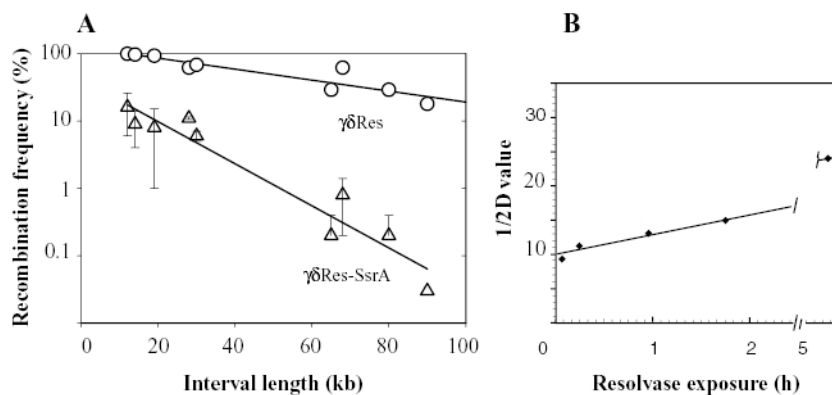 A
B
Recombination frequency (%)
100
10
1
0.1
γδRes
γδRes-SsrA
0
20
40
60
80
100
Interval length (kb)
1/2D value
30
20
10
0
1
2
5
Resolvase exposure (h)